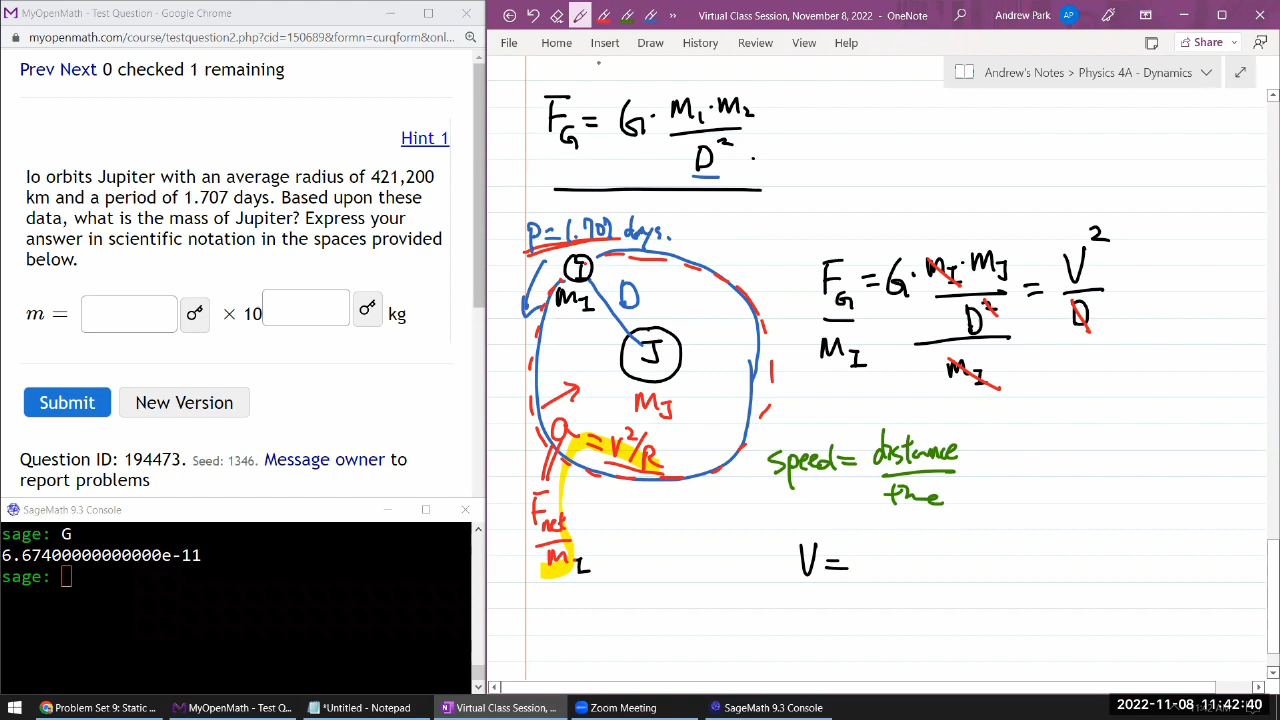 MyOpenMath - Test Question - Google Chrome
myopenmath.com/course/testquestion2.php?cid=150689&formn=curqform&onl...
Prev Next 0 checked 1 remaining
Hint 1
Io orbits Jupiter with an average radius of 421,200
km and a period of 1.707 days. Based upon these
data, what is the mass of Jupiter? Express your
answer in scientific notation in the spaces provided
below.
m = × 10 kg
Submit New Version
Question ID: 194473. Seed: 1346. Message owner to
report problems
SageMath 9.3 Console
sage: G
6.67400000000000e-11
sage:
Virtual Class Session, November 8, 2022 - OneNote
Andrew Park AP
File Home Insert Draw History Review View Help
Share
Andrew's Notes > Physics 4A - Dynamics
F_G = G · M_1 · M_2 / D^2
P = 1.707 days.
I
M_I
D
J
M_J
a = V^2/R
F_net / M_I
F_G / M_I = G · M_I · M_J / D^2 / M_I = V^2 / D
speed = distance / time
V =
Problem Set 9: Static ...
MyOpenMath - Test Q...
*Untitled - Notepad
Virtual Class Session, ...
Zoom Meeting
SageMath 9.3 Console
2022-11-08 11:42:40